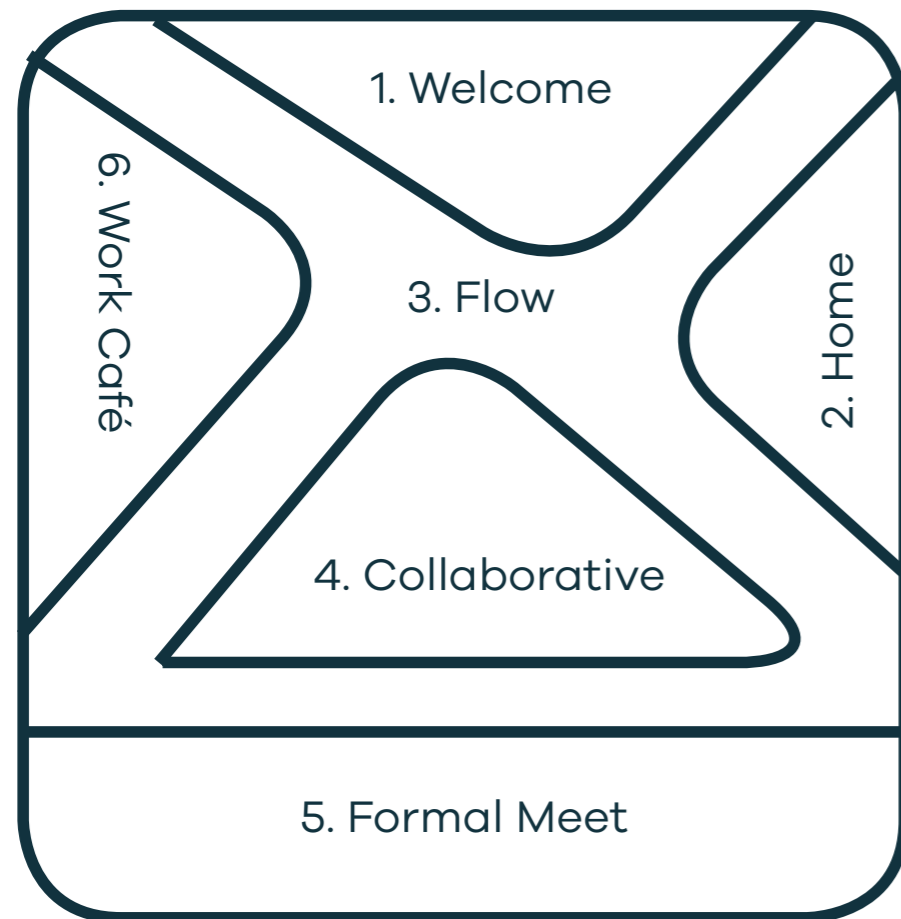 1. Welcome
2. Home
3. Flow
4. Collaborative
5. Formal Meet
6. Work Café